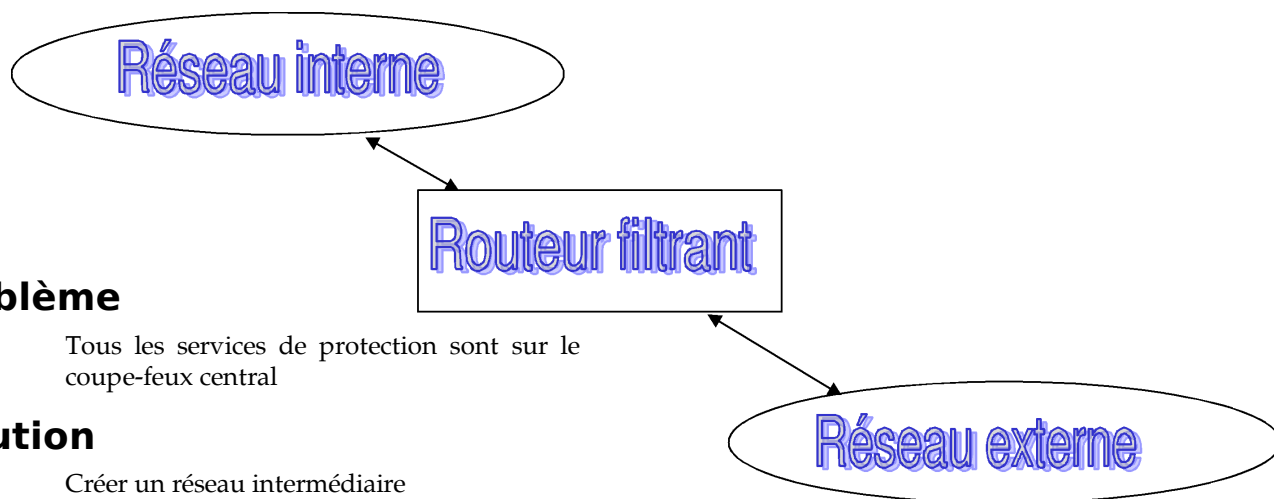 Réseau interne
Routeur filtrant
blème
Tous les services de protection sont sur le
coupe-feux central
ution
Créer un réseau intermédiaire
Réseau externe